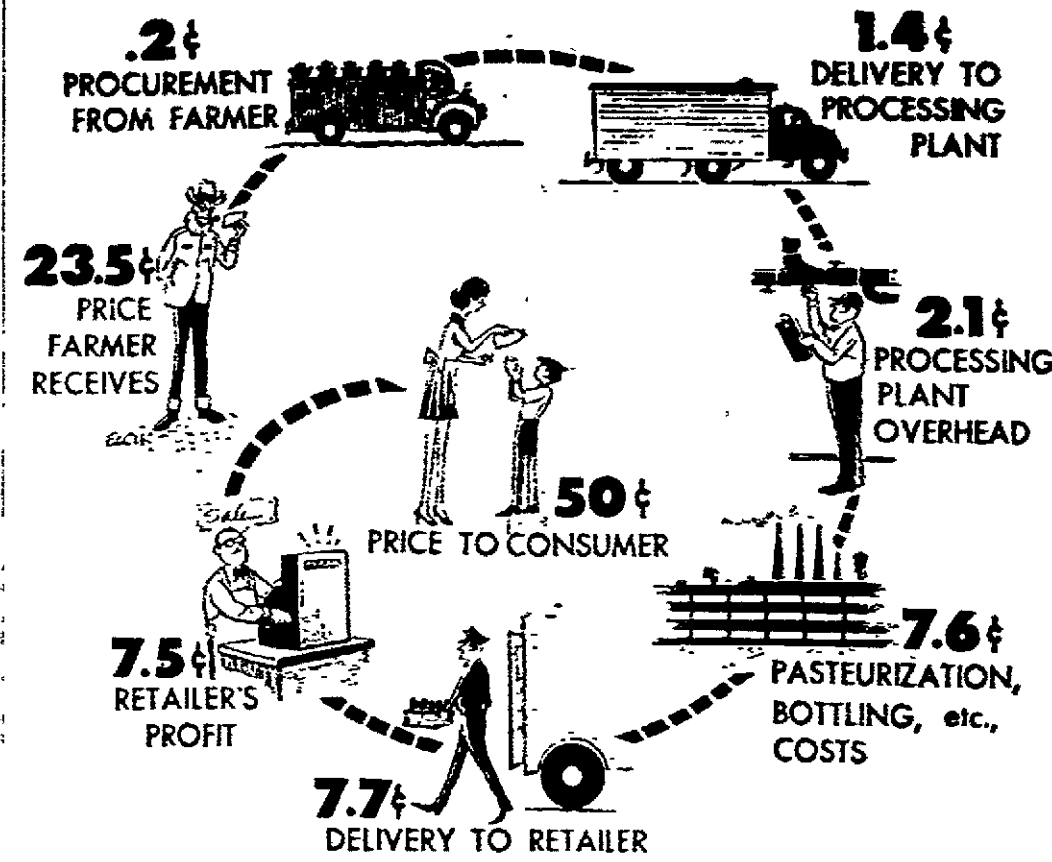 .2¢
PROCUREMENT
FROM FARMER
1.4¢
DELIVERY TO
PROCESSING
PLANT
23.5¢
PRICE
FARMER
RECEIVES
2.1¢
PROCESSING
PLANT
OVERHEAD
50¢
PRICE TO CONSUMER
Sale
7.5¢
RETAILER'S
PROFIT
7.6¢
PASTEURIZATION,
BOTTLING, etc.,
COSTS
7.7¢
DELIVERY TO RETAILER